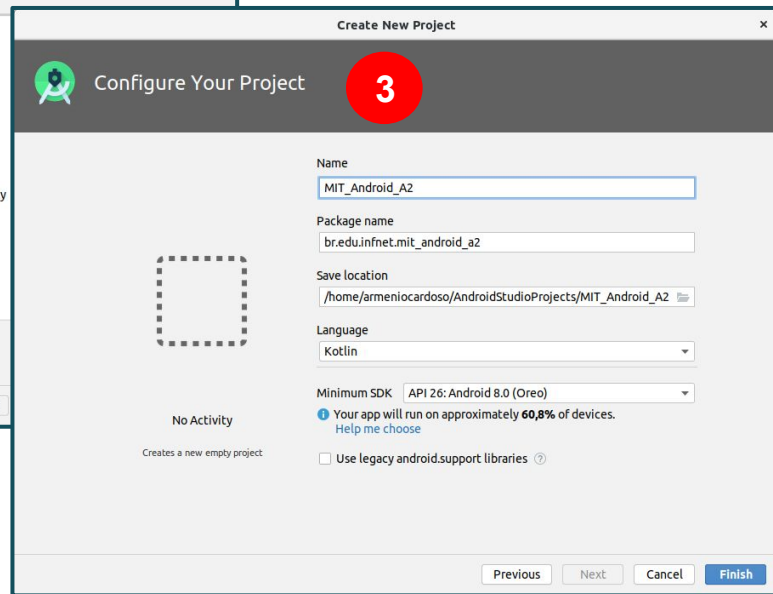 Create New Project
Configure Your Project
3
Name
MIT_Android_A2
Package name
br.edu.infnet.mit_android_a2
Save location
/home/armeniocardoso/AndroidStudioProjects/MIT_Android_A2
Language
Kotlin
Minimum SDK API 26: Android 8.0 (Oreo)
Your app will run on approximately 60,8% of devices.
Help me choose
Use legacy android.support libraries ?
No Activity
Creates a new empty project
y
Previous Next Cancel Finish